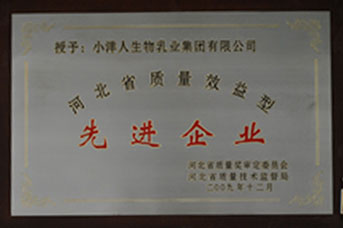 授予：小洋人生物乳业集团有限公司
河北省质量效益型
先进企业
河北省质量奖审定委员会
河北省质量技术监督局
二00九年十二月